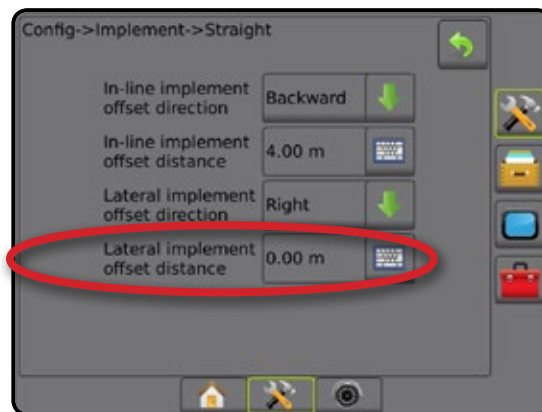 Config->Implement->Straight
In-line implement
offset direction
Backward
In-line implement
offset distance
4.00 m
Lateral implement
offset direction
Right
Lateral implement
offset distance
0.00 m